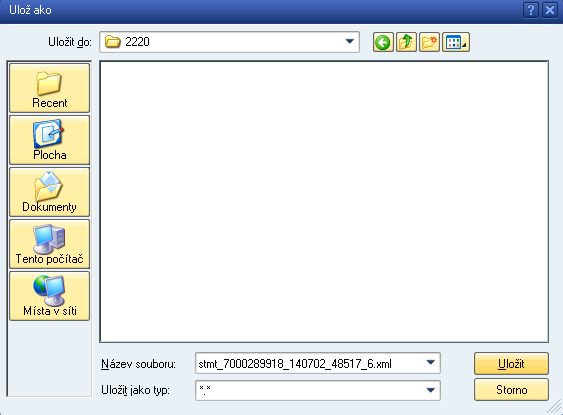 Ulož ako
Uložit do: 2220
Recent
Plocha
Dokumenty
Tento počítač
Místa v síti
Název souboru: stmt_7000289918_140702_48517_6.xml Uložit
Uložit jako typ: *.* Storno